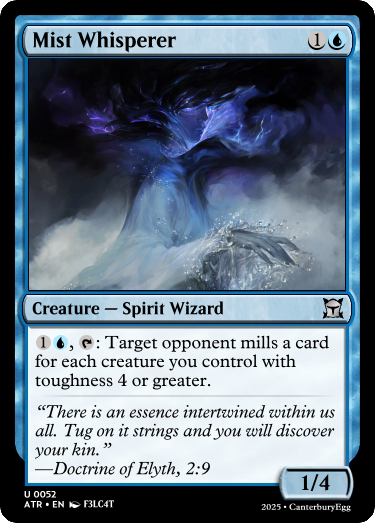 Mist Whisperer 1
1, : Target opponent mills a card
for each creature you control with
toughness 4 or greater.
Creature — Spirit Wizard
“There is an essence intertwined within us
all. Tug on it strings and you will discover
your kin.”
—Doctrine of Elyth, 2:9
1/4
U 0052
ATR • EN F3LC4T
2025 • CanterburyEgg